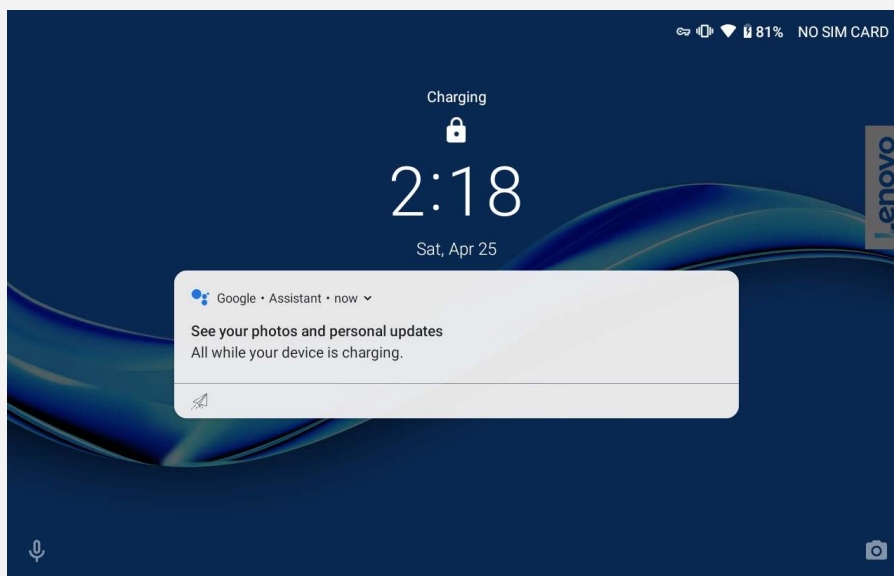 81% NO SIM CARD
Charging
2:18
Sat, Apr 25
Lenovo
Google • Assistant • now
See your photos and personal updates
All while your device is charging.